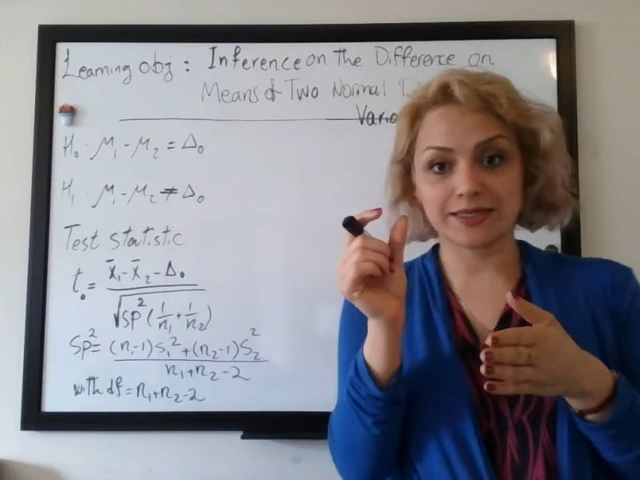 Learning obj : Inference on the Difference on
Means of Two Normal
H₀ : μ₁ - μ₂ = Δ₀
H₁ : μ₁ - μ₂ ≠ Δ₀
Test statistic
t₀ = (x̄₁ - x̄₂ - Δ₀) / √(Sp² (1/n₁ + 1/n₂))
Sp² = ((n₁-1)S₁² + (n₂-1)S₂²) / (n₁+n₂-2)
with df = n₁+n₂-2